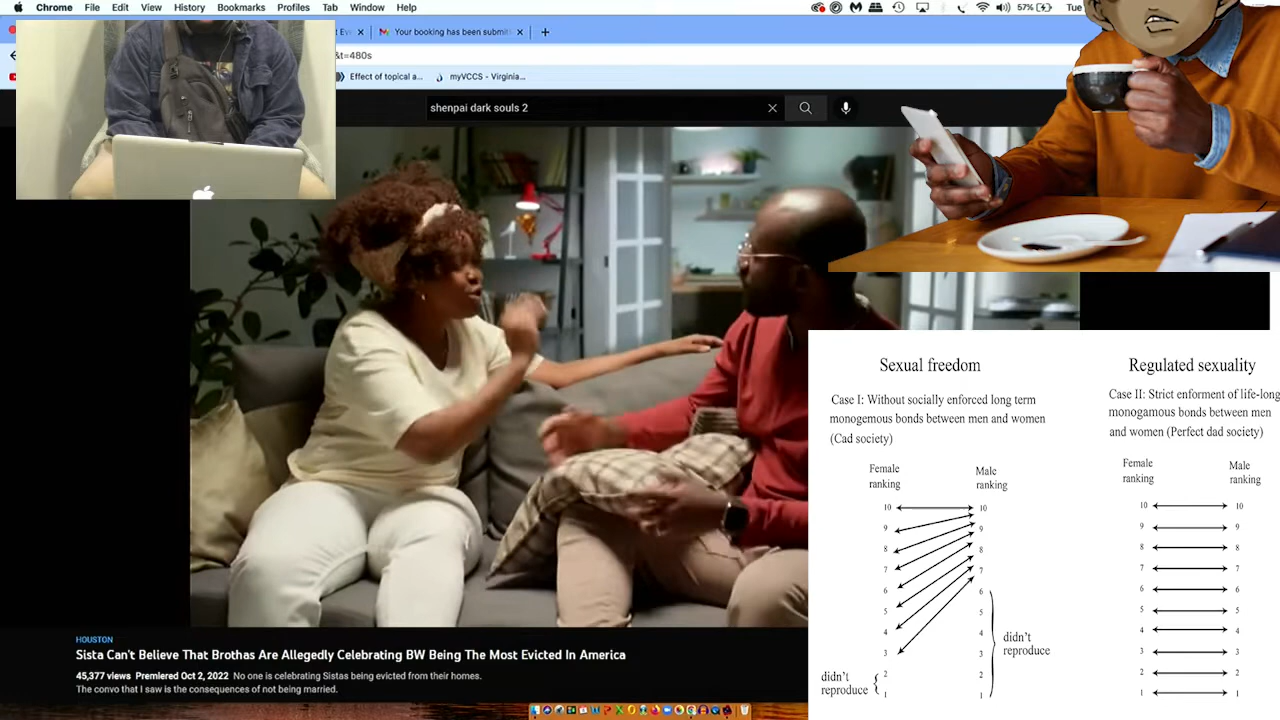 Chrome File Edit View History Bookmarks Profiles Tab Window Help
57% Tue
Your booking has been submit
&t=480s
Effect of topical a...
myVCCS - Virginia...
shenpai dark souls 2
HOUSTON
Sista Can't Believe That Brothas Are Allegedly Celebrating BW Being The Most Evicted In America
45,377 views Premiered Oct 2, 2022 No one is celebrating Sistas being evicted from their homes.
The convo that I saw is the consequences of not being married.
Sexual freedom
Case I: Without socially enforced long term
monogemous bonds between men and women
(Cad society)
Female
ranking
Male
ranking
10 10
9 9
8 8
7 7
6 6
5 5
4 4
3 3
2 2
1 1
didn't
reproduce
didn't
reproduce
Regulated sexuality
Case II: Strict enforment of life-long
monogamous bonds between men
and women (Perfect dad society)
Female
ranking
Male
ranking
10 10
9 9
8 8
7 7
6 6
5 5
4 4
3 3
2 2
1 1